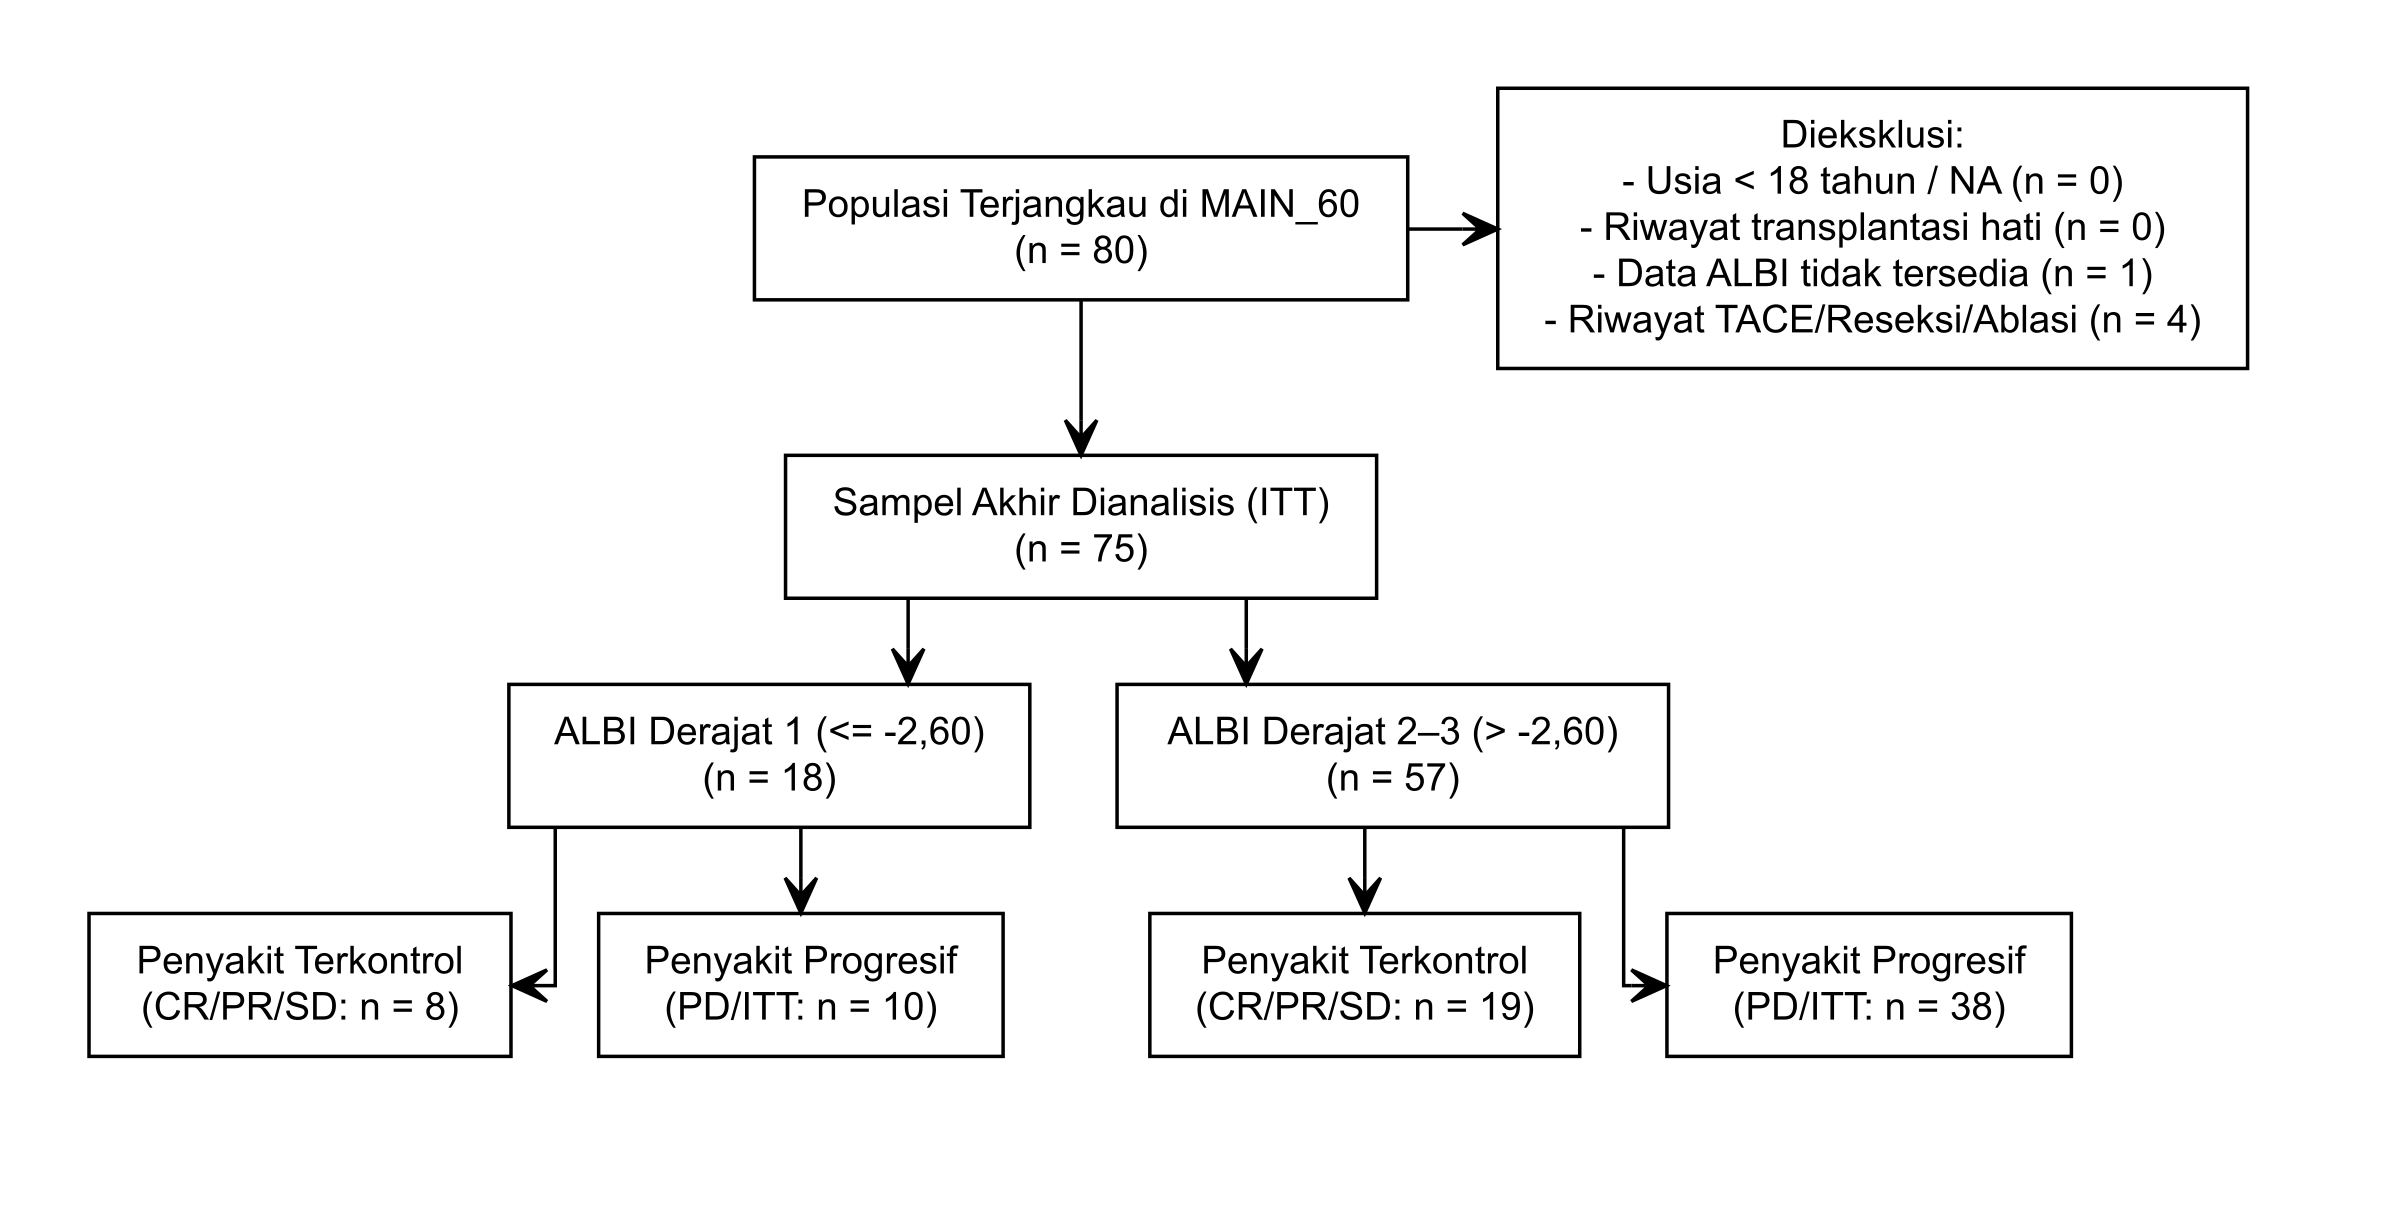 Populasi Terjangkau di MAIN_60
(n = 80)
Dieksklusi:
- Usia < 18 tahun / NA (n = 0)
- Riwayat transplantasi hati (n = 0)
- Data ALBI tidak tersedia (n = 1)
- Riwayat TACE/Reseksi/Ablasi (n = 4)
Sampel Akhir Dianalisis (ITT)
(n = 75)
ALBI Derajat 1 (<= -2,60)
(n = 18)
ALBI Derajat 2–3 (> -2,60)
(n = 57)
Penyakit Terkontrol
(CR/PR/SD: n = 8)
Penyakit Progresif
(PD/ITT: n = 10)
Penyakit Terkontrol
(CR/PR/SD: n = 19)
Penyakit Progresif
(PD/ITT: n = 38)